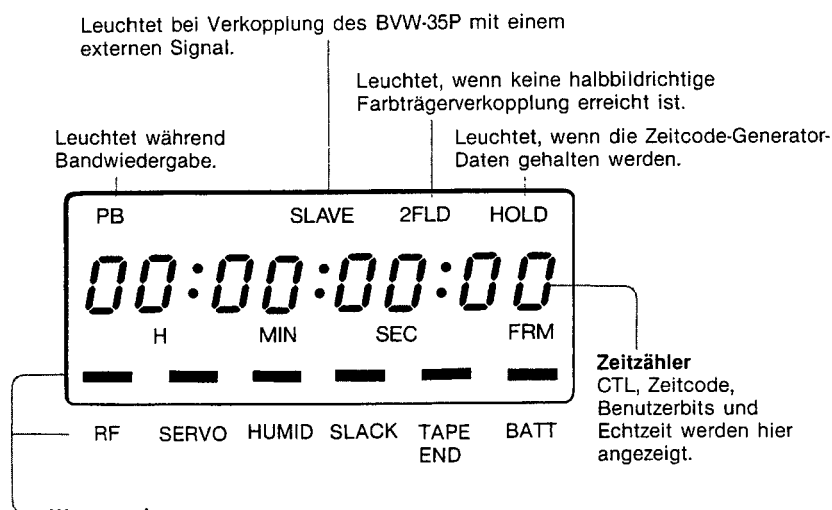 Leuchtet bei Verkopplung des BVW-35P mit einem
externen Signal.
Leuchtet, wenn keine halbbildrichtige
Farbträgerverkopplung erreicht ist.
Leuchtet während
Bandwiedergabe.
Leuchtet, wenn die Zeitcode-Generator-
Daten gehalten werden.
PB SLAVE 2FLD HOLD
00:00:00:00
H MIN SEC FRM
RF SERVO HUMID SLACK TAPE END BATT
Zeitzähler
CTL, Zeitcode,
Benutzerbits und
Echtzeit werden hier
angezeigt.